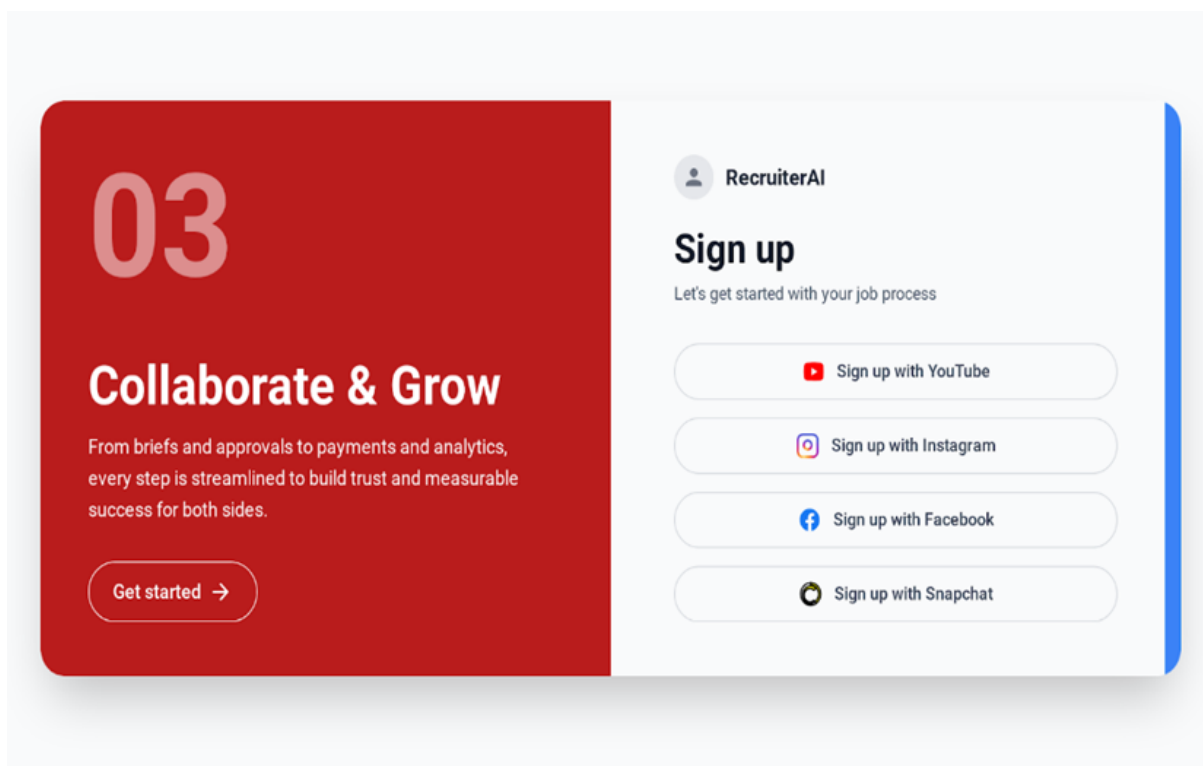 03
Collaborate & Grow
From briefs and approvals to payments and analytics,
every step is streamlined to build trust and measurable
success for both sides.
Get started →
RecruiterAI
Sign up
Let's get started with your job process
Sign up with YouTube
Sign up with Instagram
Sign up with Facebook
Sign up with Snapchat